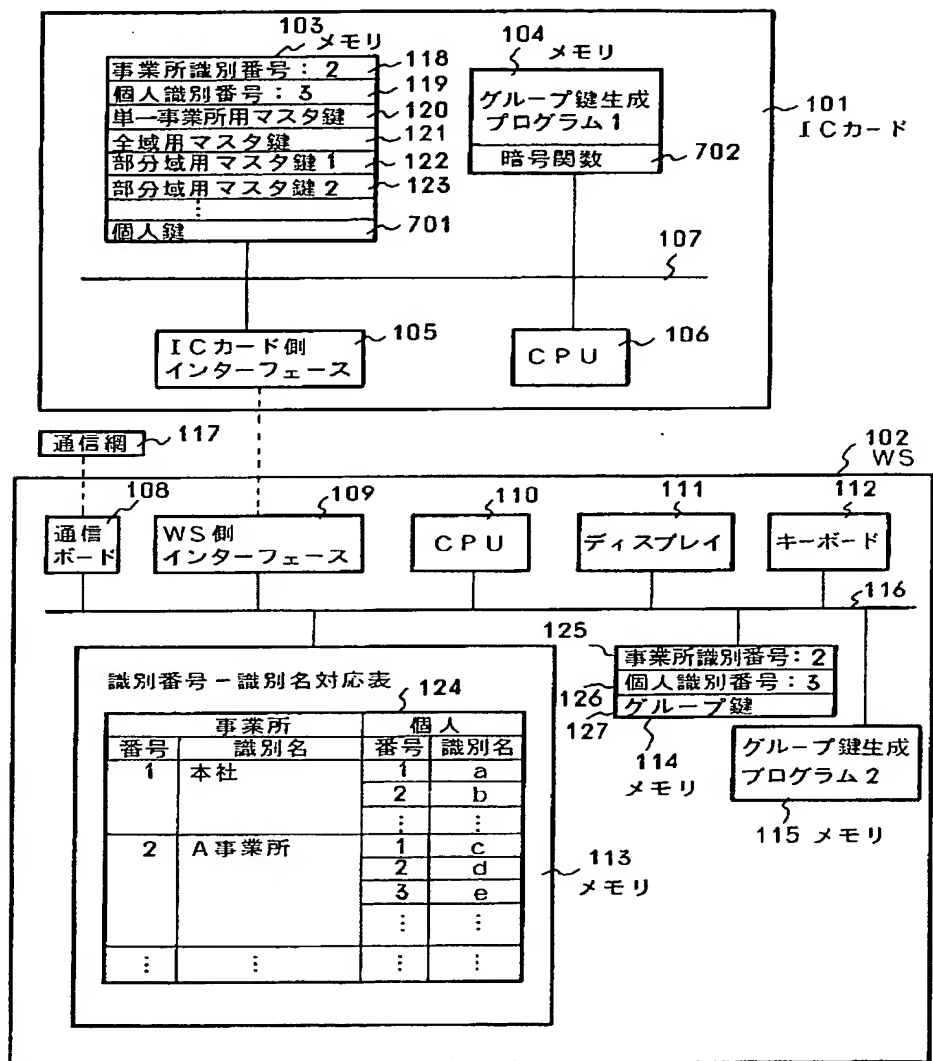 103
メモリ
事業所識別番号：2
118
個人識別番号：3
119
単一事業所用マスタ鍵
120
全域用マスタ鍵
121
部分域用マスタ鍵1
122
部分域用マスタ鍵2
123
⋮
個人鍵
701
104
メモリ
グループ鍵生成
プログラム1
暗号関数
702
101
ICカード
107
ICカード側
インターフェース
105
CPU
106
通信網
117
102
WS
108
通信
ボード
109
WS側
インターフェース
110
CPU
111
ディスプレイ
112
キーボード
116
識別番号－識別名対応表
124
事業所
個人
番号
識別名
番号
識別名
1
本社
1
a
2
b
⋮
⋮
2
A事業所
1
c
2
d
3
e
⋮
⋮
⋮
⋮
⋮
⋮
113
メモリ
125
事業所識別番号：2
126
個人識別番号：3
127
グループ鍵
114
メモリ
グループ鍵生成
プログラム2
115 メモリ